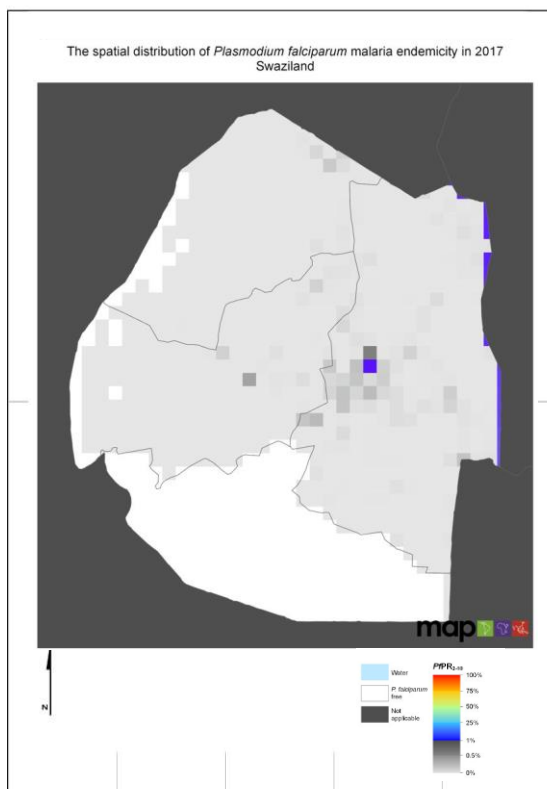 The spatial distribution of Plasmodium falciparum malaria endemicity in 2017
Swaziland
map
N
Water
P. falciparum
free
Not
applicable
PfPR2-10
100%
75%
25%
1%
0.5%
0%